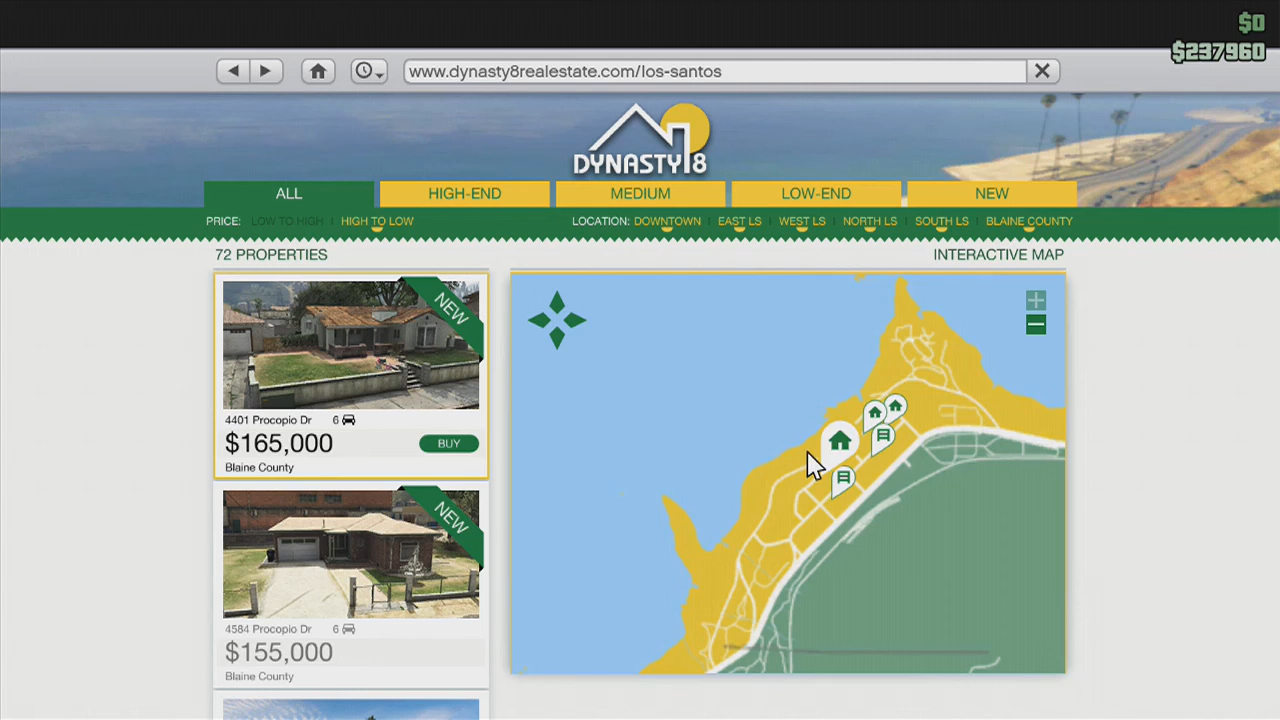 $0
$237960
www.dynasty8realestate.com/los-santos
DYNASTY 8
ALL HIGH-END MEDIUM LOW-END NEW
PRICE: LOW TO HIGH HIGH TO LOW LOCATION: DOWNTOWN EAST LS WEST LS NORTH LS SOUTH LS BLAINE COUNTY
72 PROPERTIES
INTERACTIVE MAP
NEW
4401 Procopio Dr 6
$165,000 BUY
Blaine County
NEW
4584 Procopio Dr 6
$155,000
Blaine County